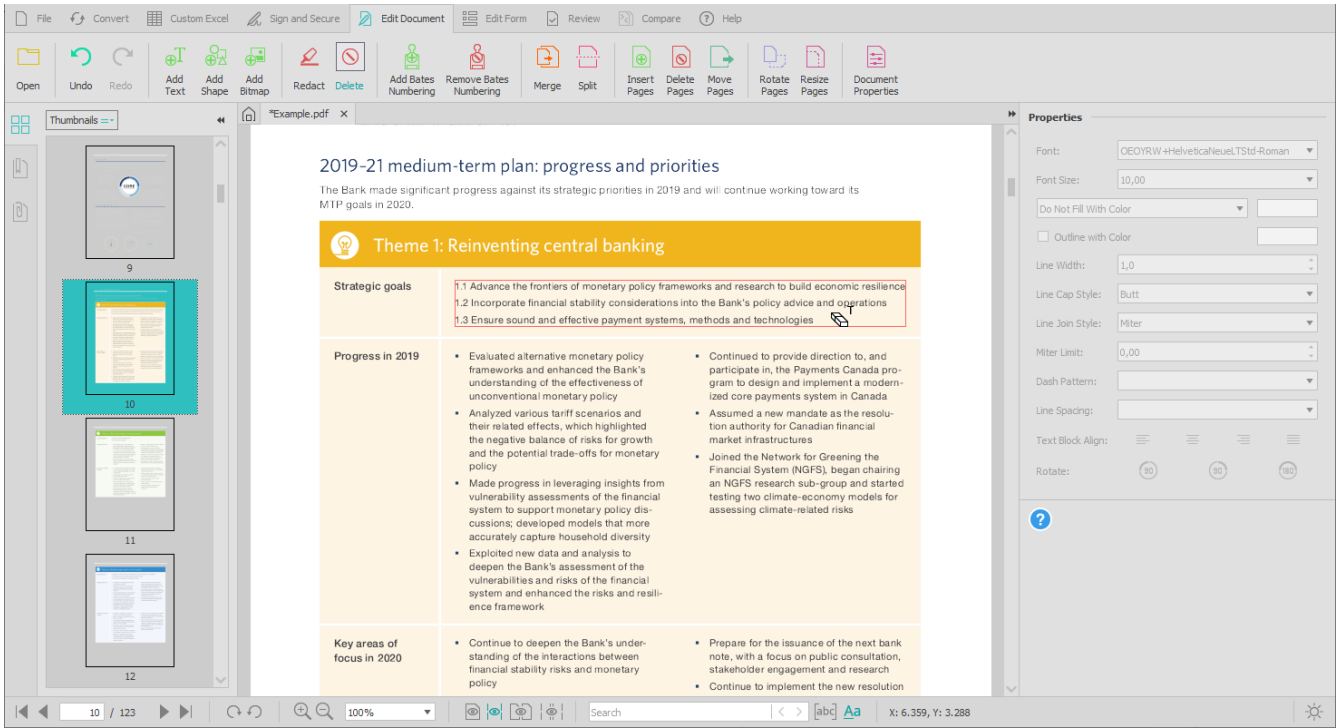 File Convert Custom Excel Sign and Secure Edit Document Edit Form Review Compare ? Help
Open Undo Redo Add Text Add Shape Add Bitmap Redact Delete Add Bates Numbering Remove Bates Numbering Merge Split Insert Pages Delete Pages Move Pages Rotate Pages Resize Pages Document Properties
Thumbnails
*Example.pdf
9
10
11
12
2019–21 medium-term plan: progress and priorities
The Bank made significant progress against its strategic priorities in 2019 and will continue working toward its
MTP goals in 2020.
Theme 1: Reinventing central banking
Strategic goals
1.1 Advance the frontiers of monetary policy frameworks and research to build economic resilience
1.2 Incorporate financial stability considerations into the Bank's policy advice and operations
1.3 Ensure sound and effective payment systems, methods and technologies
T
Progress in 2019
▪ Evaluated alternative monetary policy
frameworks and enhanced the Bank's
understanding of the effectiveness of
unconventional monetary policy
▪ Analyzed various tariff scenarios and
their related effects, which highlighted
the negative balance of risks for growth
and the potential trade-offs for monetary
policy
▪ Made progress in leveraging insights from
vulnerability assessments of the financial
system to support monetary policy dis-
cussions; developed models that more
accurately capture household diversity
▪ Exploited new data and analysis to
deepen the Bank's assessment of the
vulnerabilities and risks of the financial
system and enhanced the risks and resili-
ence framework
▪ Continued to provide direction to, and
participate in, the Payments Canada pro-
gram to design and implement a modern-
ized core payments system in Canada
▪ Assumed a new mandate as the resolu-
tion authority for Canadian financial
market infrastructures
▪ Joined the Network for Greening the
Financial System (NGFS), began chairing
an NGFS research sub-group and started
testing two climate-economy models for
assessing climate-related risks
Key areas of
focus in 2020
▪ Continue to deepen the Bank's under-
standing of the interactions between
financial stability risks and monetary
policy
▪ Prepare for the issuance of the next bank
note, with a focus on public consultation,
stakeholder engagement and research
▪ Continue to implement the new resolution
Properties
Font: OEOYRW+HelveticaNeueLTStd-Roman
Font Size: 10,00
Do Not Fill With Color
Outline with Color
Line Width: 1,0
Line Cap Style: Butt
Line Join Style: Miter
Miter Limit: 0,00
Dash Pattern:
Line Spacing:
Text Block Align:
Rotate: 90 90 180
?
10 / 123 100% Search [abc] Aa X: 6.359, Y: 3.288